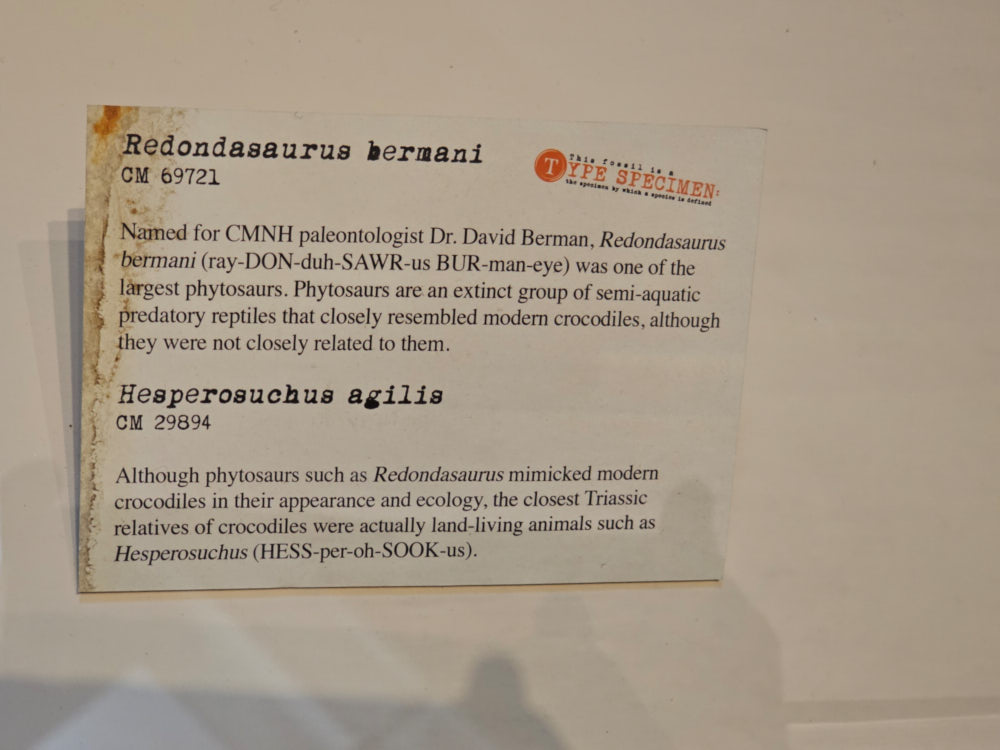 Redondasaurus bermani
CM 69721
This fossil is a
TYPE SPECIMEN:
the specimen by which a species is defined
Named for CMNH paleontologist Dr. David Berman, Redondasaurus
bermani (ray-DON-duh-SAWR-us BUR-man-eye) was one of the
largest phytosaurs. Phytosaurs are an extinct group of semi-aquatic
predatory reptiles that closely resembled modern crocodiles, although
they were not closely related to them.
Hesperosuchus agilis
CM 29894
Although phytosaurs such as Redondasaurus mimicked modern
crocodiles in their appearance and ecology, the closest Triassic
relatives of crocodiles were actually land-living animals such as
Hesperosuchus (HESS-per-oh-SOOK-us).